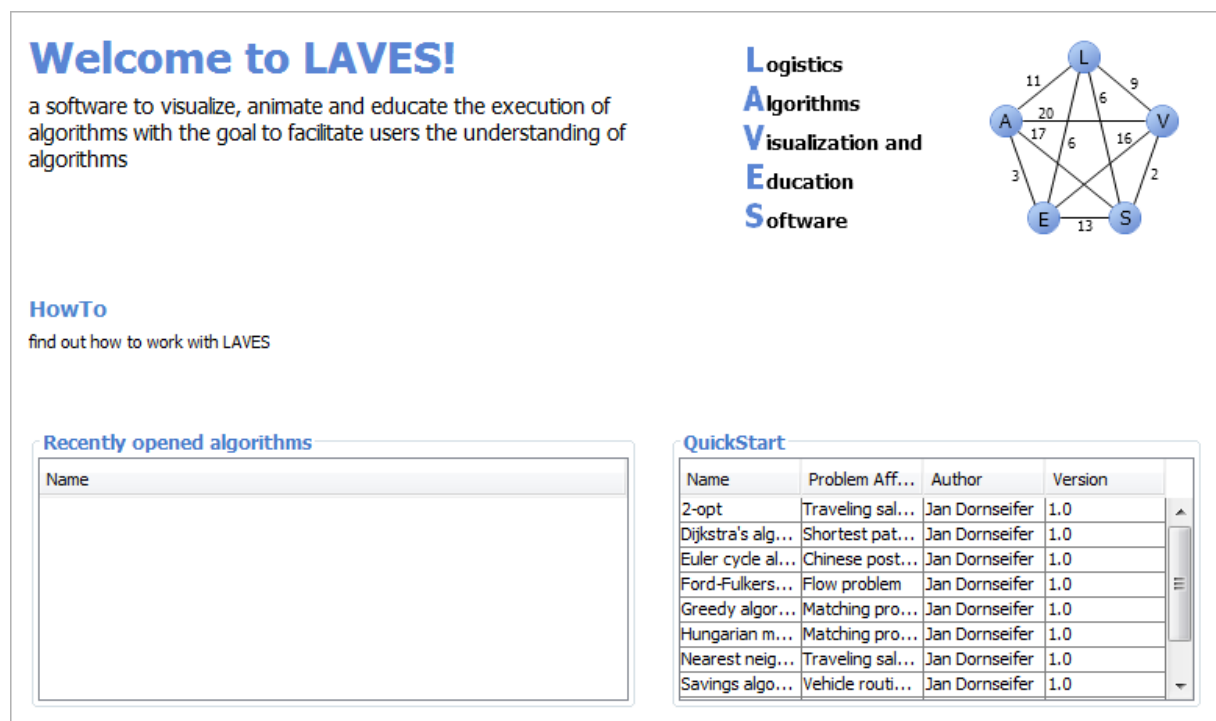 Welcome to LAVES!
a software to visualize, animate and educate the execution of
algorithms with the goal to facilitate users the understanding of
algorithms
Logistics
Algorithms
Visualization and
Education
Software
L
11
9
6
A
20
V
17
6
16
3
2
E
13
S
HowTo
find out how to work with LAVES
Recently opened algorithms
Name
QuickStart
Name Problem Aff... Author Version
2-opt Traveling sal... Jan Dornseifer 1.0
Dijkstra's alg... Shortest pat... Jan Dornseifer 1.0
Euler cycle al... Chinese post... Jan Dornseifer 1.0
Ford-Fulkers... Flow problem Jan Dornseifer 1.0
Greedy algor... Matching pro... Jan Dornseifer 1.0
Hungarian m... Matching pro... Jan Dornseifer 1.0
Nearest neig... Traveling sal... Jan Dornseifer 1.0
Savings algo... Vehicle routi... Jan Dornseifer 1.0